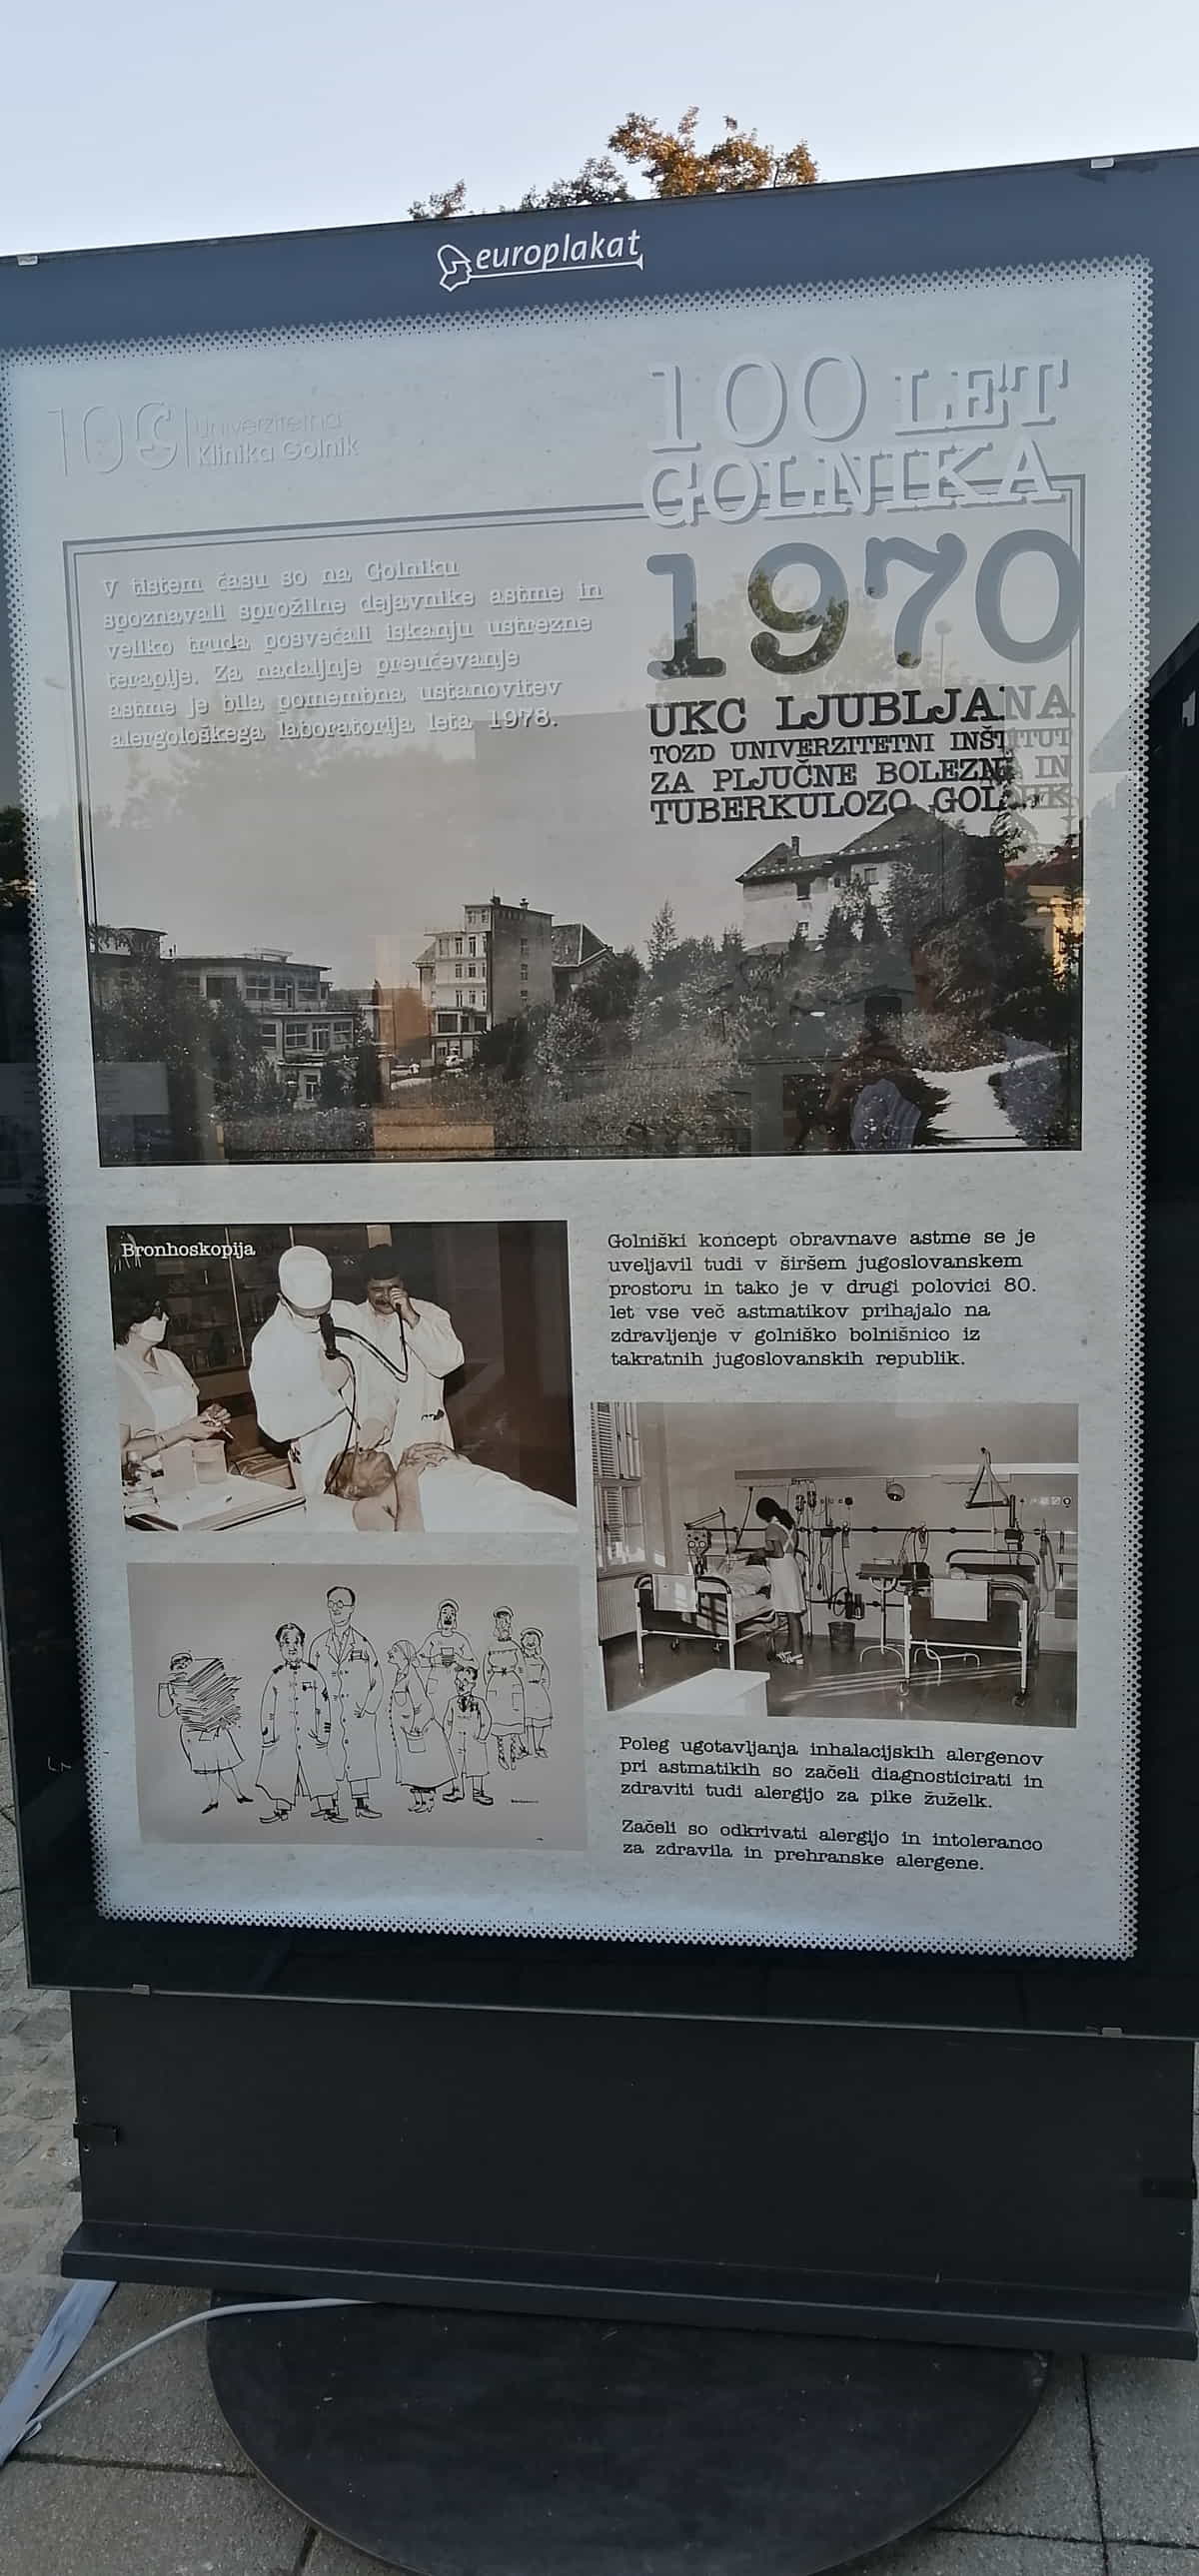 europlakat
100 Univerzitetna
Klinika Golnik
100 LET
GOLNIKA
1970
UKC LJUBLJANA
TOZD UNIVERZITETNI INŠTITUT
ZA PLJUČNE BOLEZNI IN
TUBERKULOZO GOLNIK
V tistem času so na Golniku
spoznavali sprožilne dejavnike astme in
veliko truda posvečali iskanju ustrezne
terapije. Za nadaljnje preučevanje
astme je bila pomembna ustanovitev
alergološkega laboratorija leta 1978.
Bronhoskopija
Golniški koncept obravnave astme se je
uveljavil tudi v širšem jugoslovanskem
prostoru in tako je v drugi polovici 80.
let vse več astmatikov prihajalo na
zdravljenje v golniško bolnišnico iz
takratnih jugoslovanskih republik.
Poleg ugotavljanja inhalacijskih alergenov
pri astmatikih so začeli diagnosticirati in
zdraviti tudi alergijo za pike žuželk.
Začeli so odkrivati alergijo in intoleranco
za zdravila in prehranske alergene.